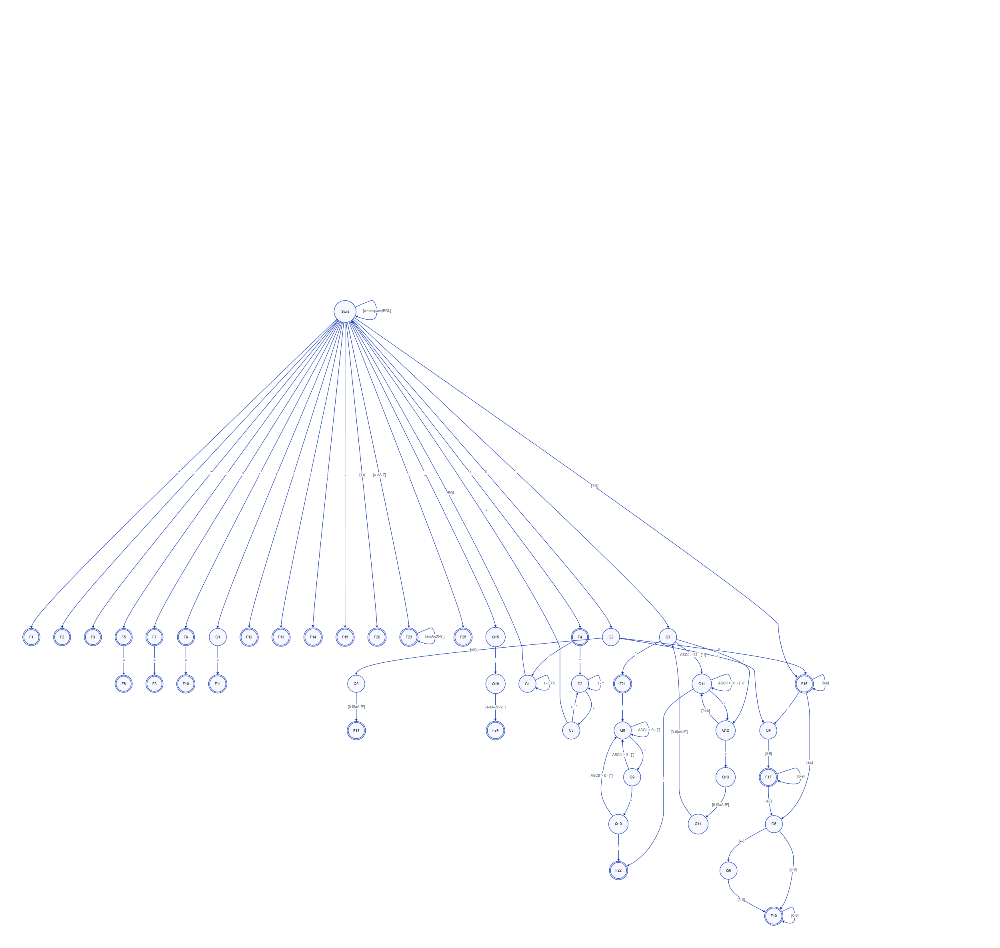 Start
[whitespace|EOL]
+
-
*
=
<
>
!
(
)
{
}
EOF
[a-zA-Z]
/
0
"
[1-9]
EOL
/
F1
F2
F3
F5
F7
F9
Q1
F12
F13
F14
F15
F20
F23
[a-zA-Z0-9_]
F25
Q15
F4
Q2
Q7
[xX]
0
ASCII > 31 - [" /]"
"
/
*
\
=
=
=
=
_
F6
F8
F10
F11
Q3
Q16
C1
ε - EOL
C2
ε - *
F21
Q11
ASCII > 31 - [" /]"
F16
[0-9]
[0-9|aA-fF]
[a-zA-Z0-9_]
ε - *
*
"
["nrt\]
\
.
F18
F24
C3
Q8
ASCII > 0 - ["]
[0-9|aA-fF]
Q12
Q4
ASCII > 0 - ["]
"
x
[0-9]
[eE]
ASCII > 0 - ["]
Q9
Q13
F17
[0-9]
"
"
[0-9|aA-fF]
[eE]
Q10
Q14
Q5
"
[+-]
F22
Q6
[0-9]
[0-9]
F19
[0-9]